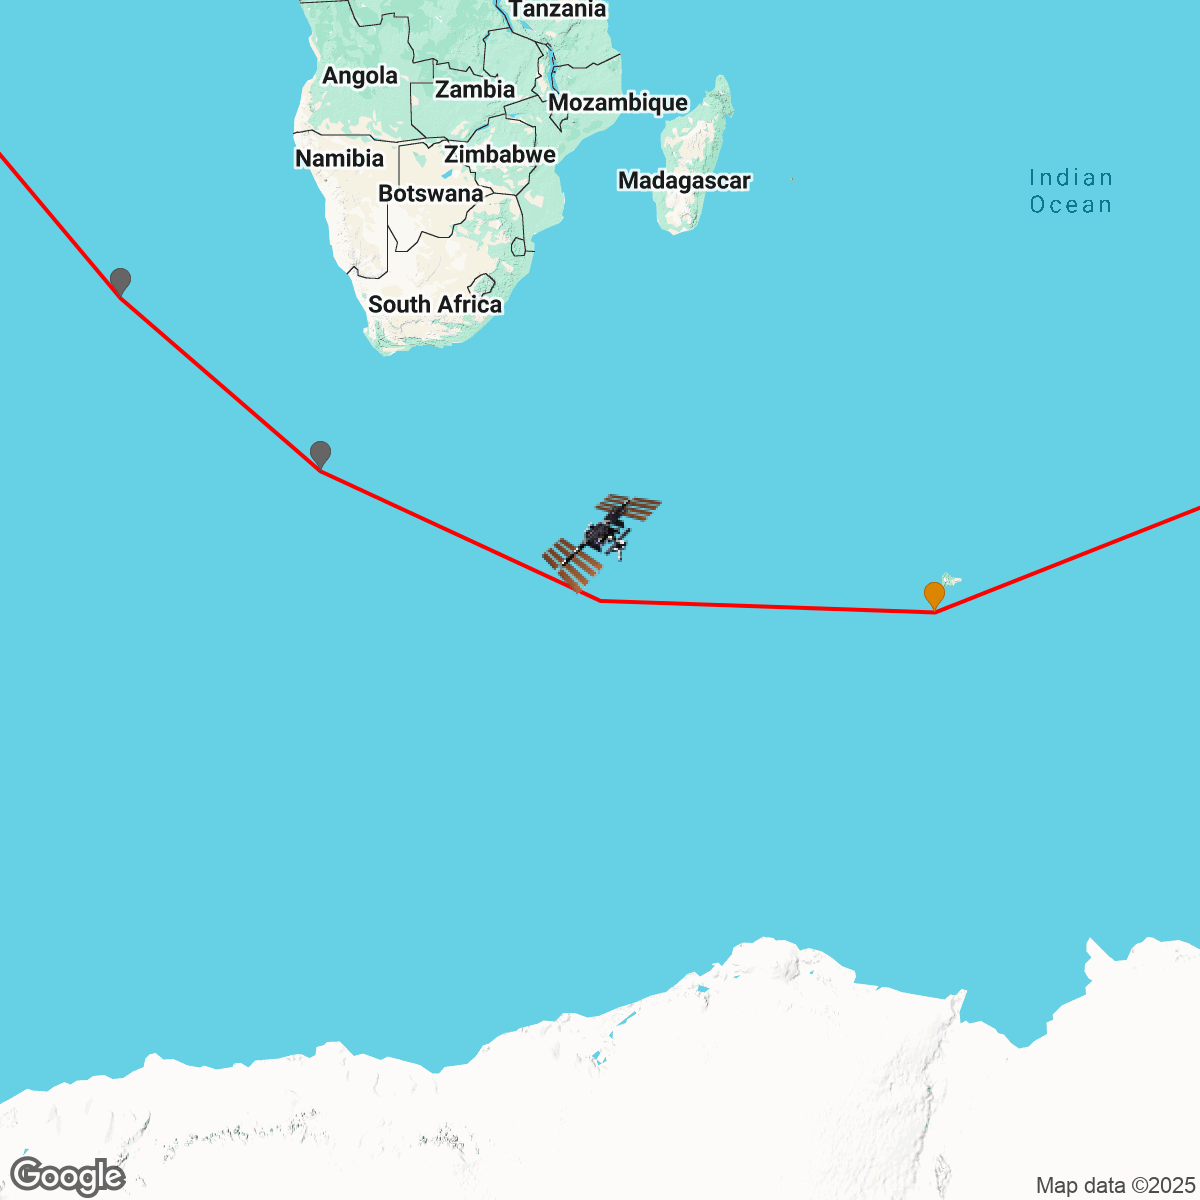 Tanzania
Angola
Zambia
Mozambique
Namibia
Zimbabwe
Botswana
Madagascar
Indian
Ocean
South Africa
Google
Map data ©2025